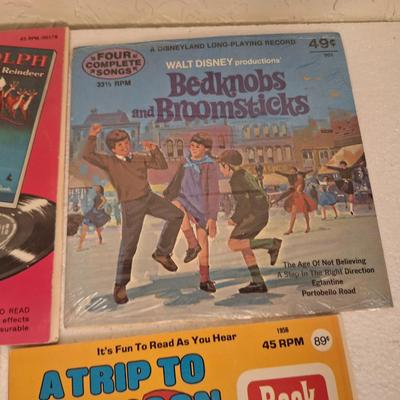 45 RPM
OLPH
Reindeer
O READ
effects
surable
A DISNEYLAND LONG-PLAYING RECORD
49¢
FOUR
COMPLETE
SONGS
33⅓ RPM
WALT DISNEY productions'
Bedknobs
and Broomsticks
The Age Of Not Believing
A Step In The Right Direction
Eglantine
Portobello Road
It's Fun To Read As You Hear
1958
45 RPM
89¢
A TRIP TO
Book